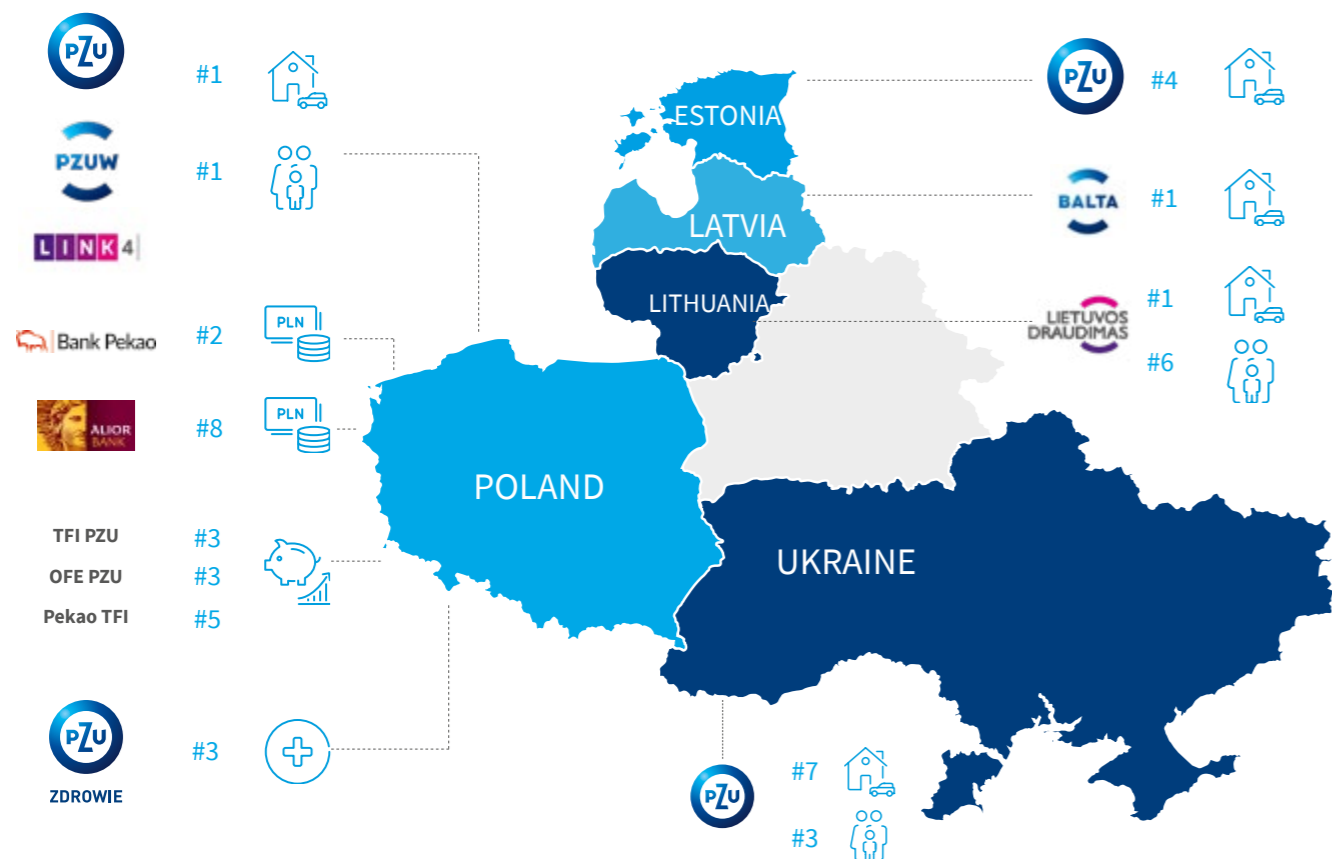 PZU
#1
PZUW
#1
LINK4
Bank Pekao
#2
PLN
ALIOR
BANK
#8
PLN
TFI PZU
#3
OFE PZU
#3
Pekao TFI
#5
PZU
ZDROWIE
#3
ESTONIA
LATVIA
LITHUANIA
POLAND
UKRAINE
PZU
#4
BALTA
#1
LIETUVOS
DRAUDIMAS
#1
#6
PZU
#7
#3